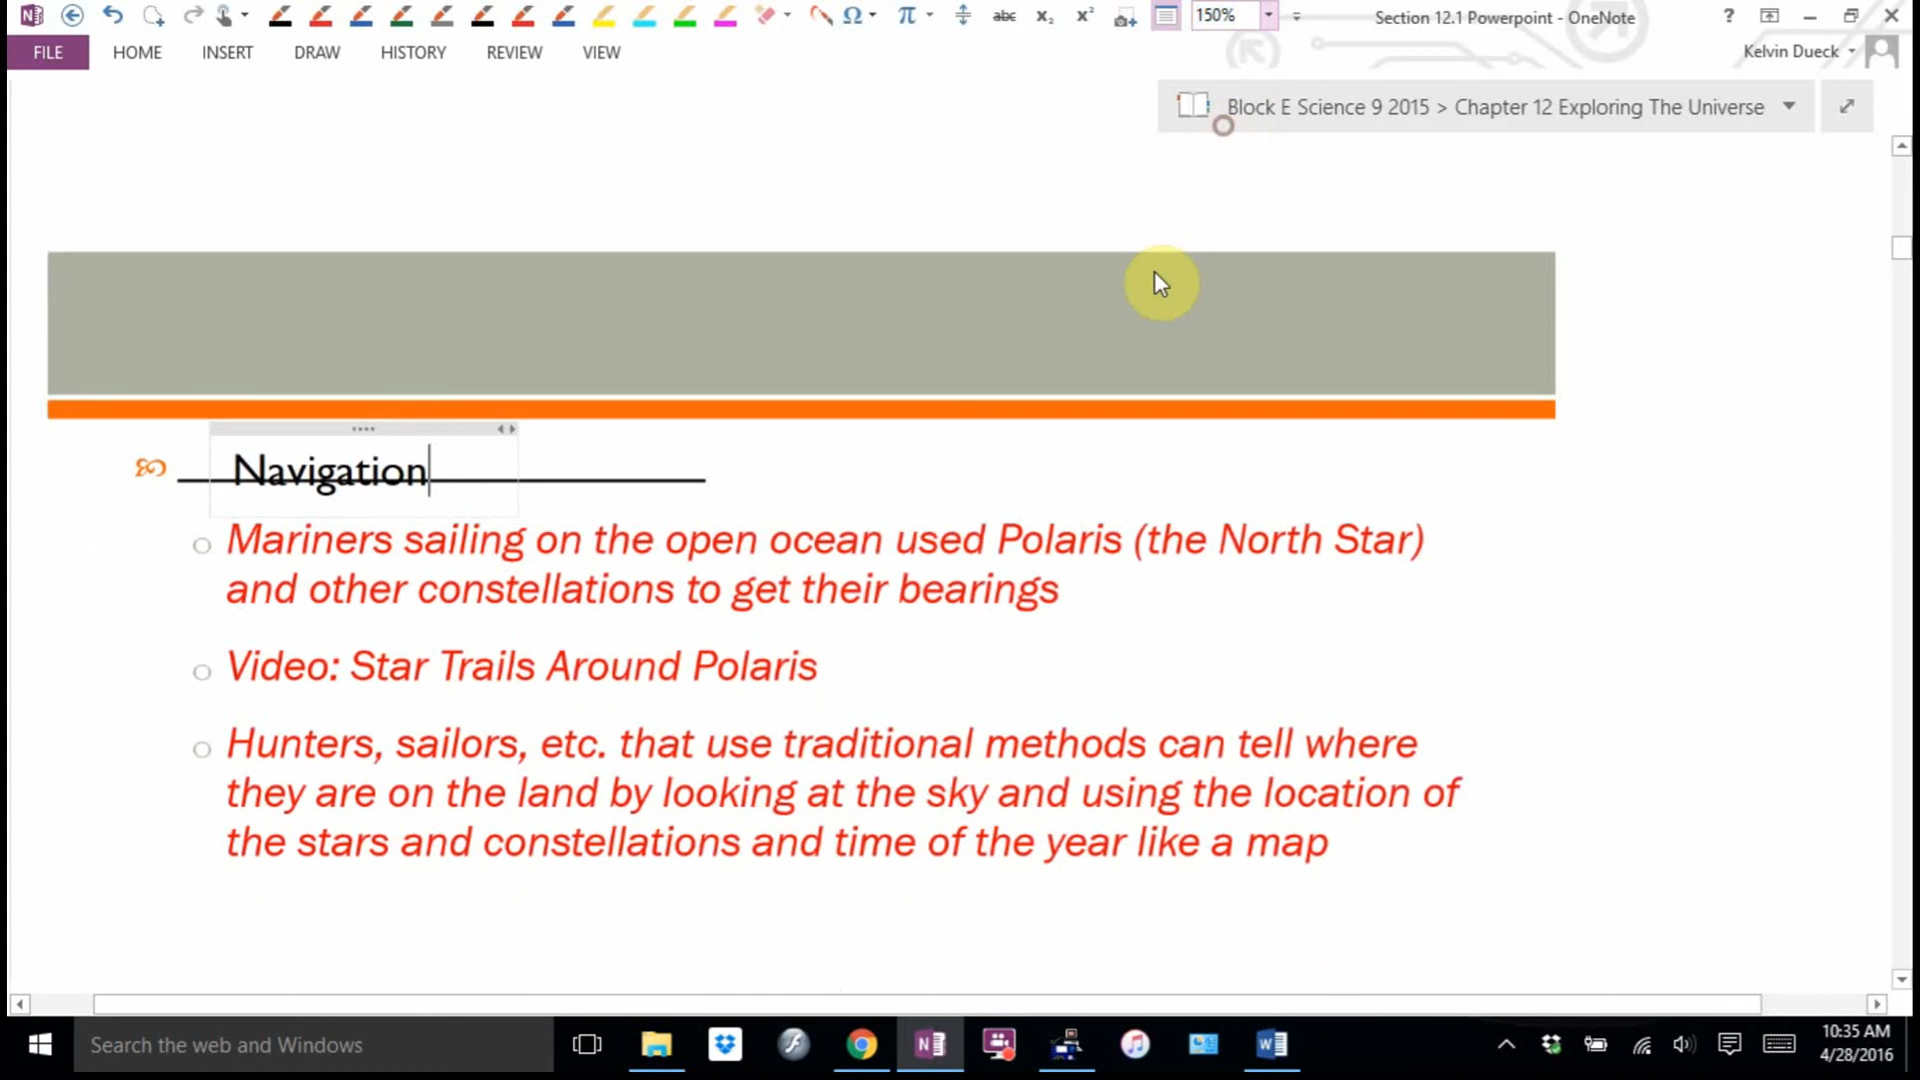 150%
Section 12.1 Powerpoint - OneNote
FILE
HOME
INSERT
DRAW
HISTORY
REVIEW
VIEW
Kelvin Dueck
Block E Science 9 2015 > Chapter 12 Exploring The Universe
Navigation
Mariners sailing on the open ocean used Polaris (the North Star)
and other constellations to get their bearings
Video: Star Trails Around Polaris
Hunters, sailors, etc. that use traditional methods can tell where
they are on the land by looking at the sky and using the location of
the stars and constellations and time of the year like a map
Search the web and Windows
10:35 AM
4/28/2016